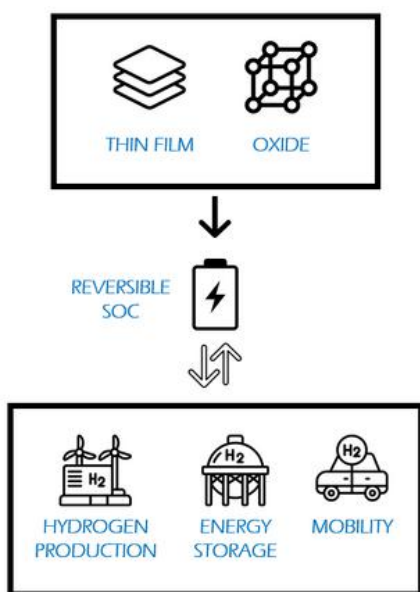 THIN FILM
OXIDE
REVERSIBLE
SOC
H2
H2
H2
HYDROGEN
PRODUCTION
ENERGY
STORAGE
MOBILITY